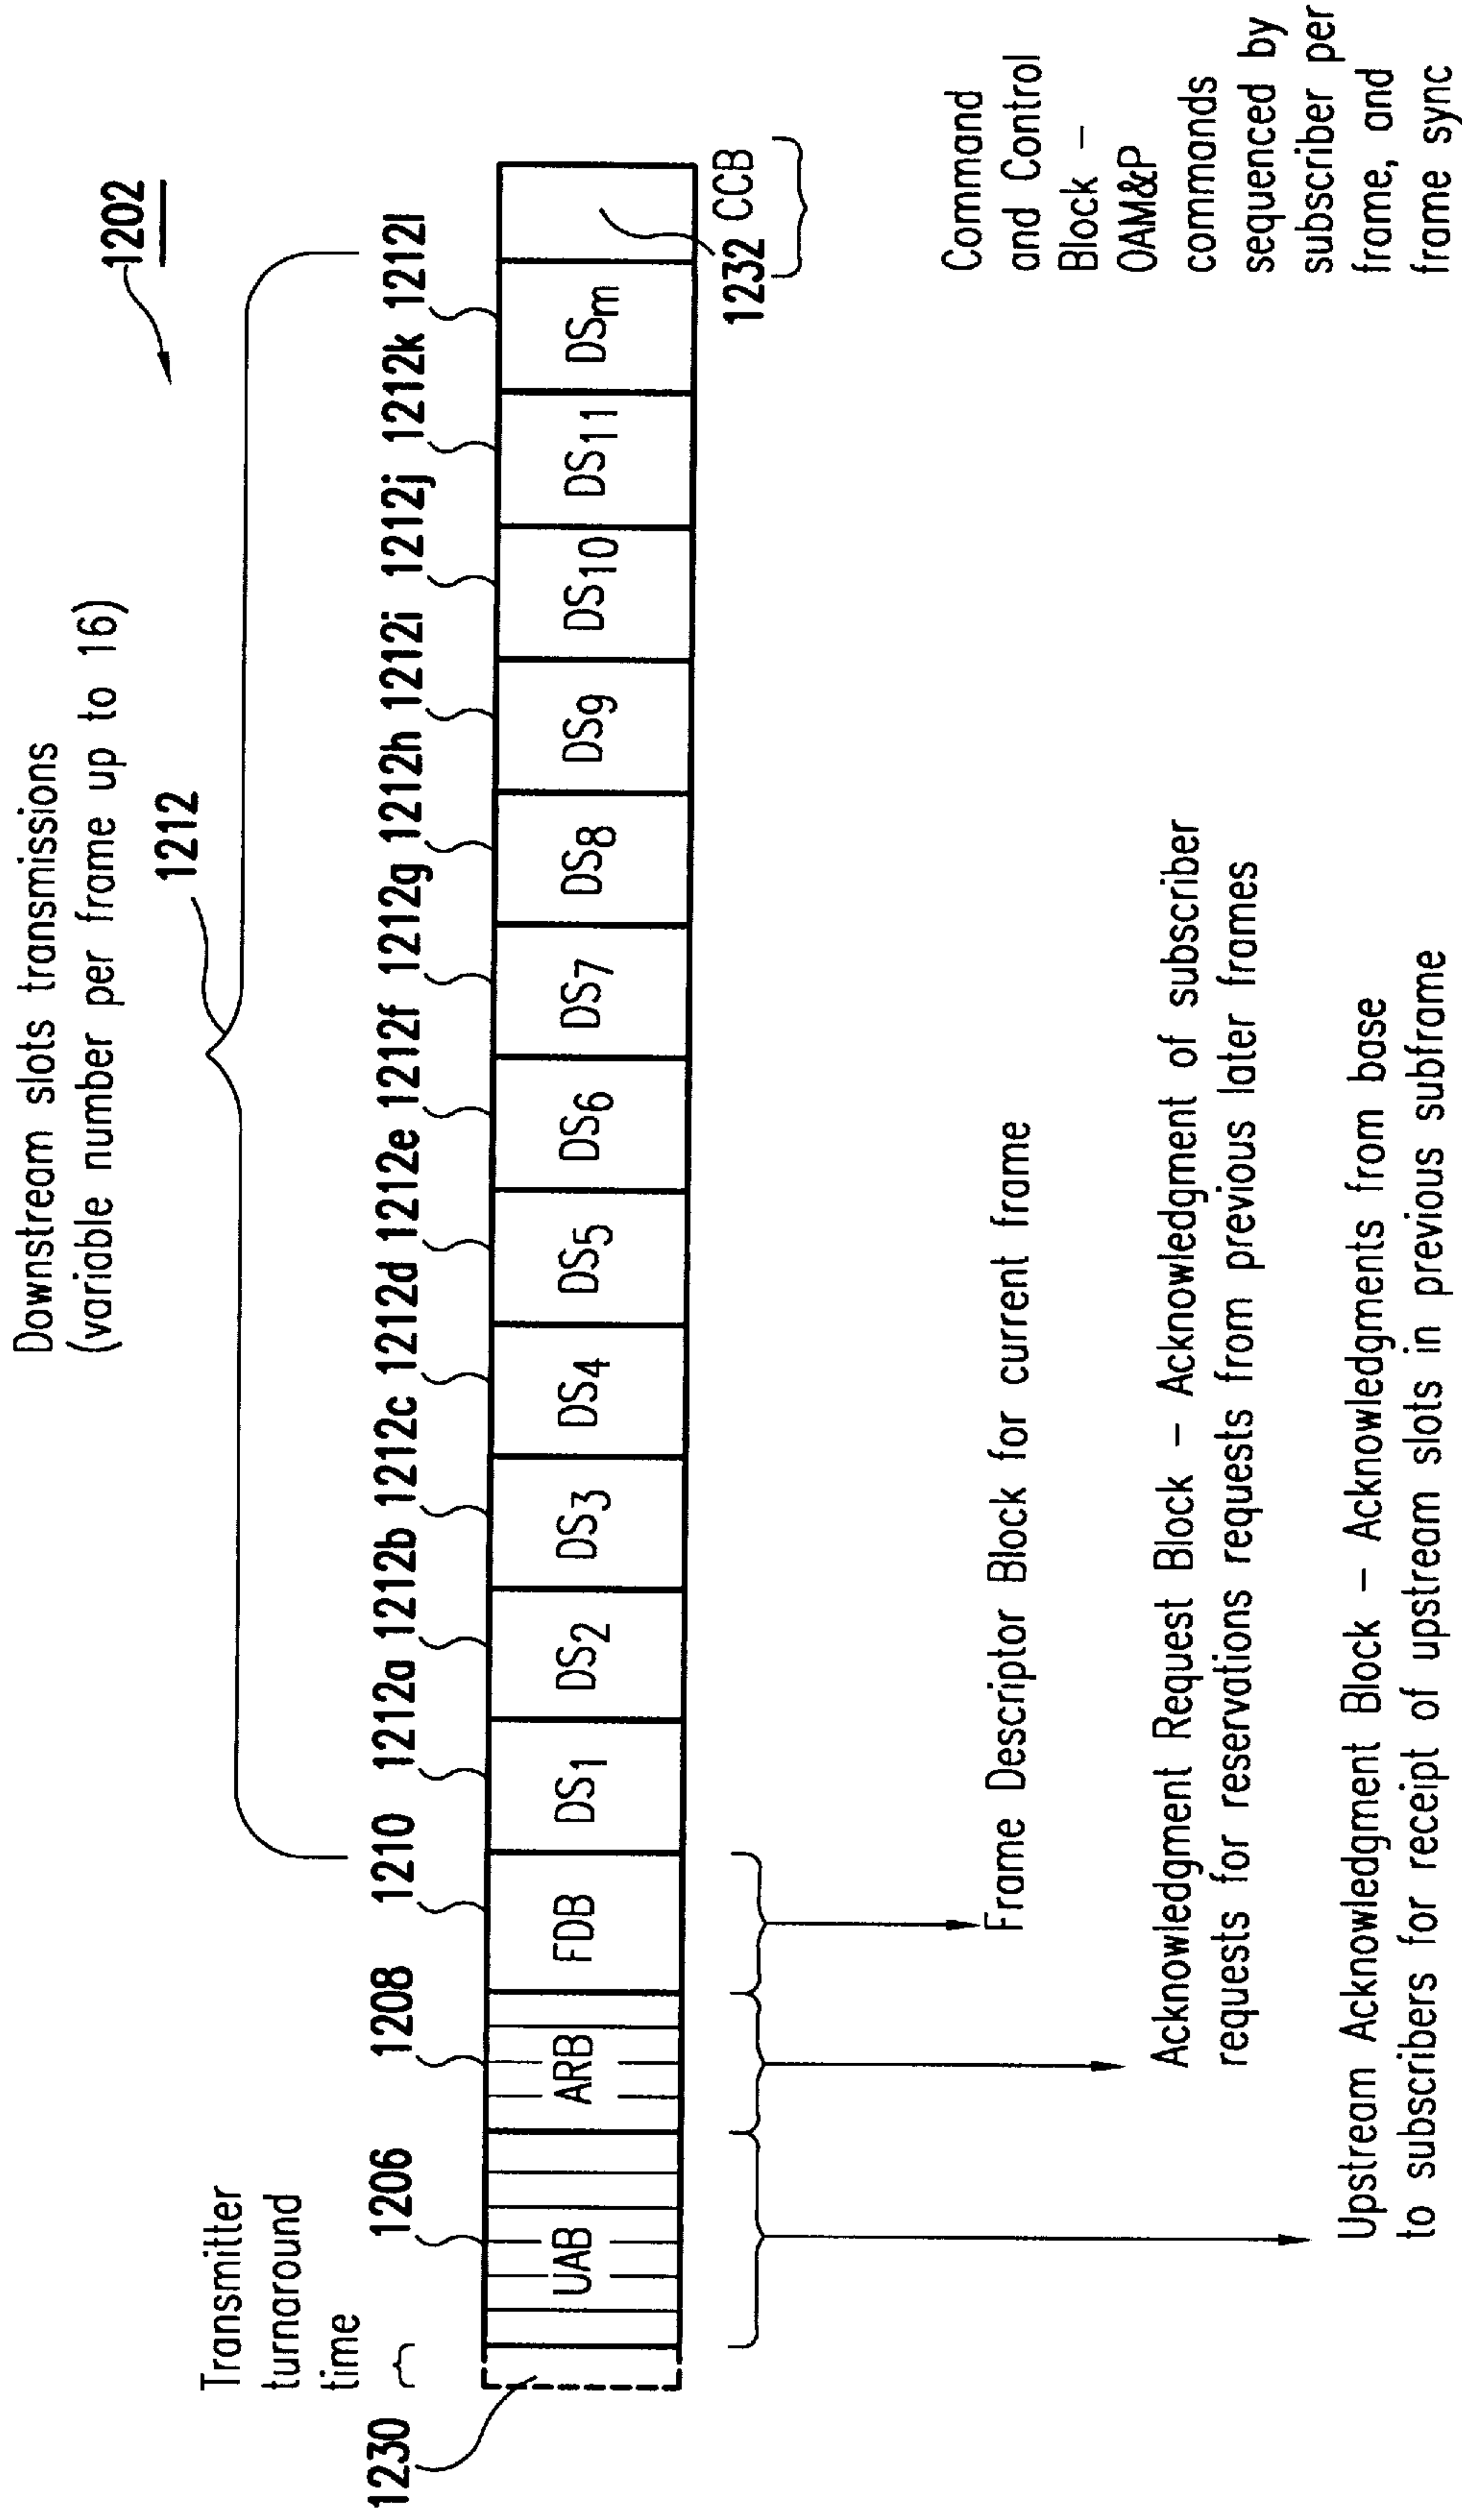 Downstream slots transmissions
(variable number per frame up to 16)
1212
1202
Transmitter
turnaround
time
1230
1206
1208
1210
1212a
1212b
1212c
1212d
1212e
1212f
1212g
1212h
1212i
1212j
1212k
1212l
UAB
ARB
FDB
DS1
DS2
DS3
DS4
DS5
DS6
DS7
DS8
DS9
DS10
DS11
DSm
CCB
1232
Command
and Control
Block –
OAM&P
commands
sequenced by
subscriber per
frame, and
frame sync
Frame Descriptor Block for current frame
Acknowledgment Request Block – Acknowledgment of subscriber
requests for reservations requests from previous later frames
Upstream Acknowledgment Block – Acknowledgments from base
to subscribers for receipt of upstream slots in previous subframe